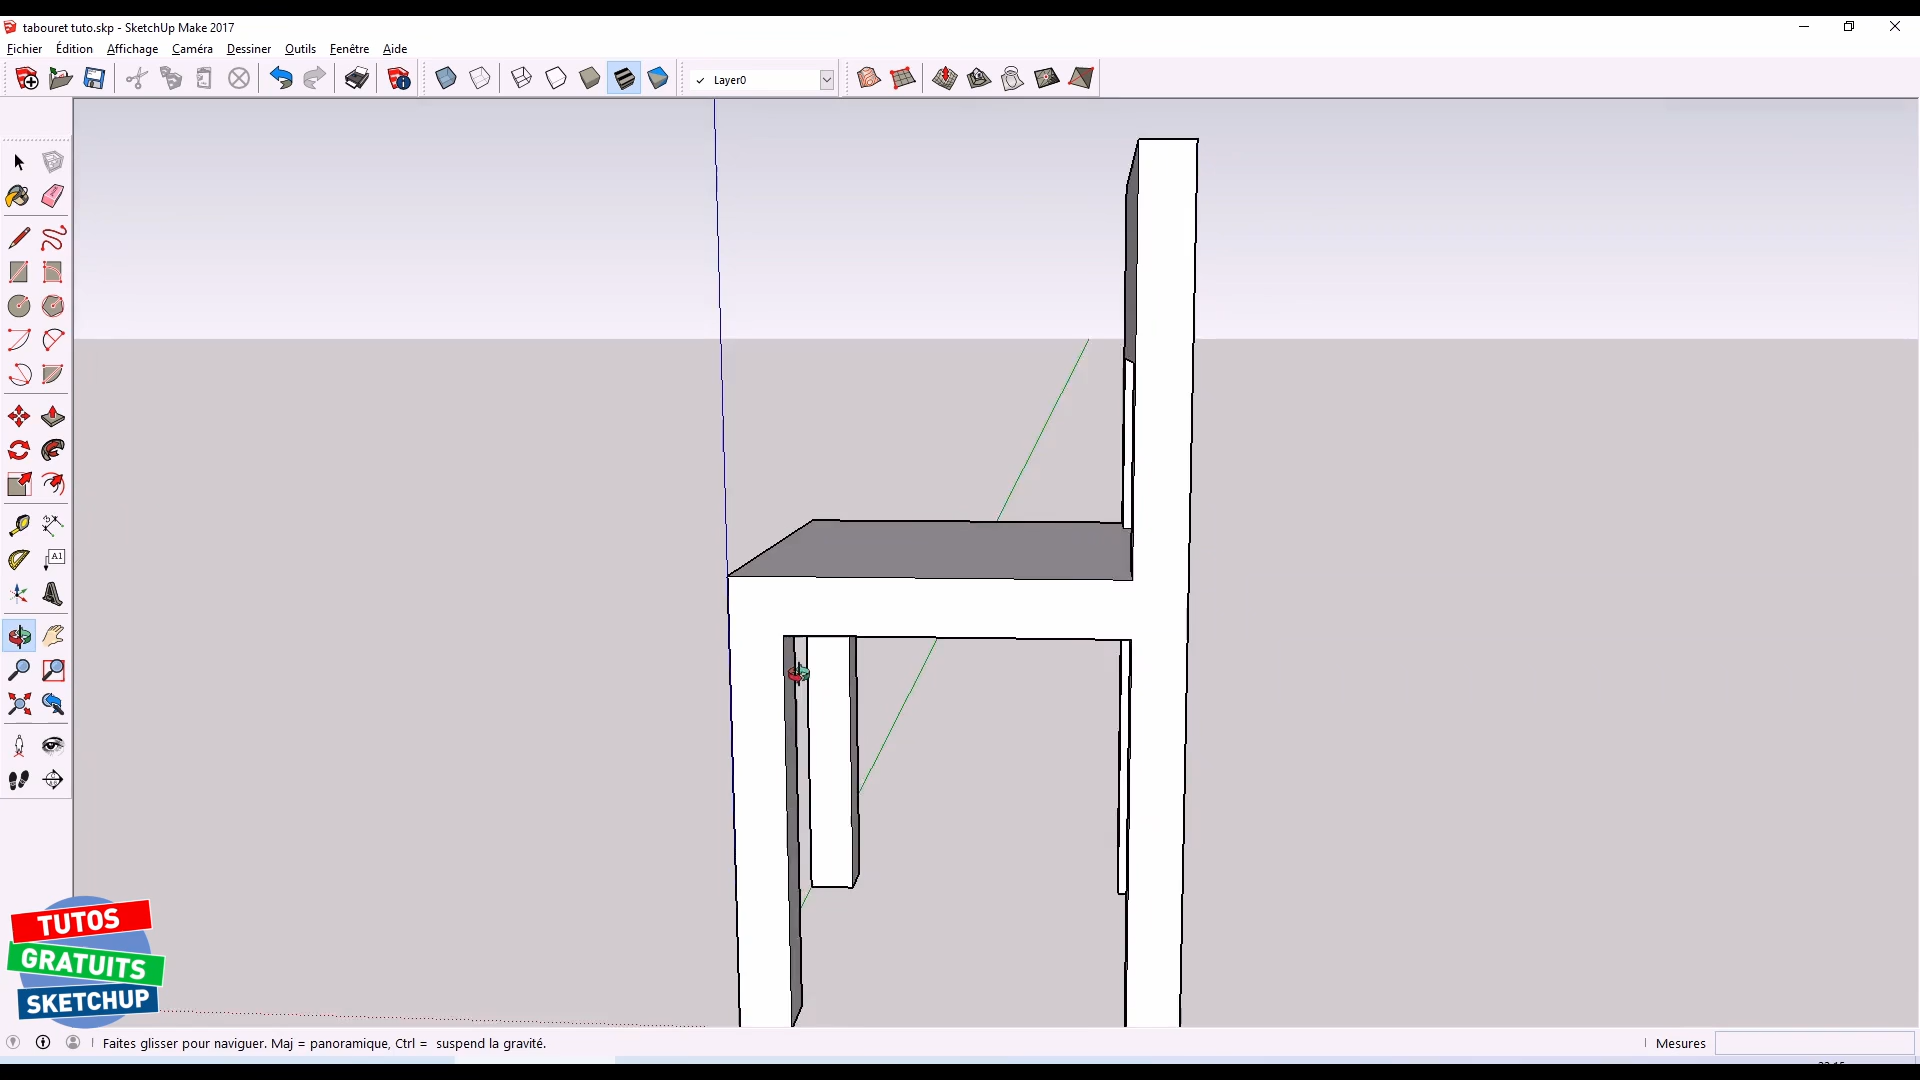 tabouret tuto.skp - SketchUp Make 2017
Fichier Édition Affichage Caméra Dessiner Outils Fenêtre Aide
Layer0
A1
TUTOS
GRATUITS
SKETCHUP
Faites glisser pour naviguer. Maj = panoramique, Ctrl = suspend la gravité.
Mesures